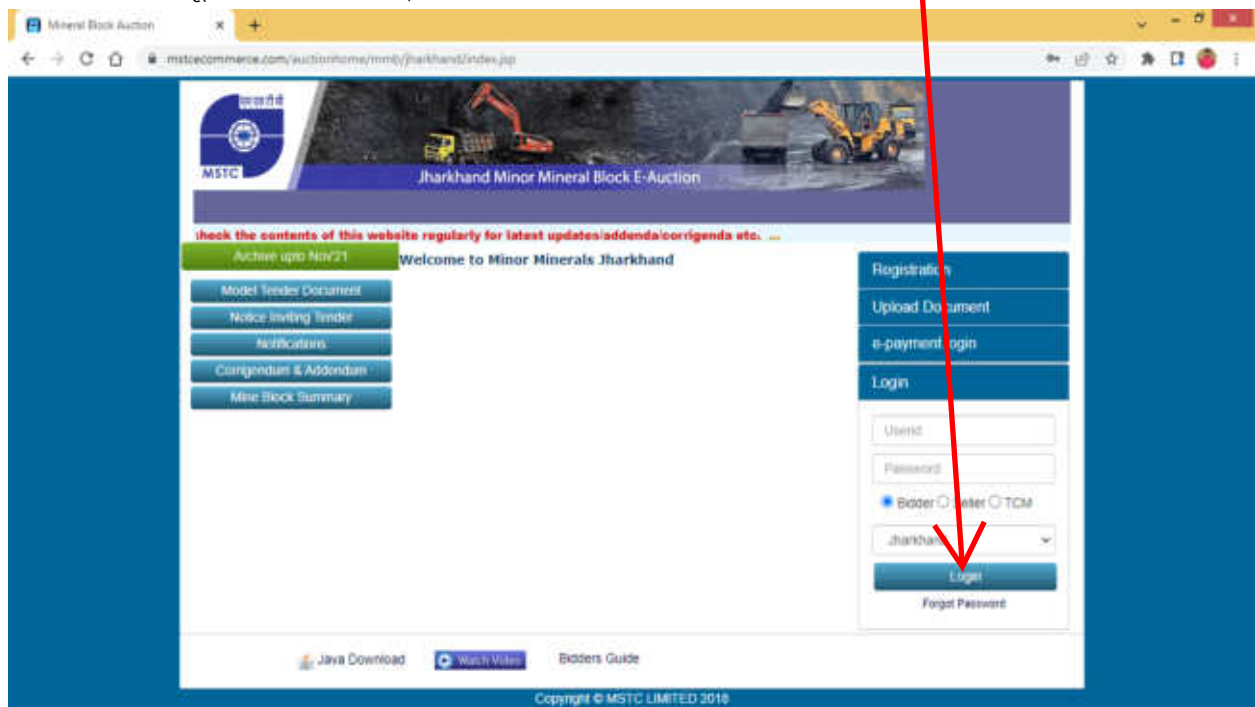 Mineral Block Auction
mstcecommerce.com/auctionhome/mmb/jharkhand/index.jsp
एम एस टी सी
MSTC
Jharkhand Minor Mineral Block E-Auction
check the contents of this website regularly for latest updates/addenda/corrigenda etc. ...
Archive upto Nov'21
Welcome to Minor Minerals Jharkhand
Model Tender Document
Notice Inviting Tender
Notifications
Corrigendum & Addendum
Mine Block Summary
Registration
Upload Document
e-payment login
Login
UserId
Password
Bidder Seller TCM
Jharkhand
Login
Forgot Password
Java Download Watch Video Bidders Guide
Copyright © MSTC LIMITED 2018